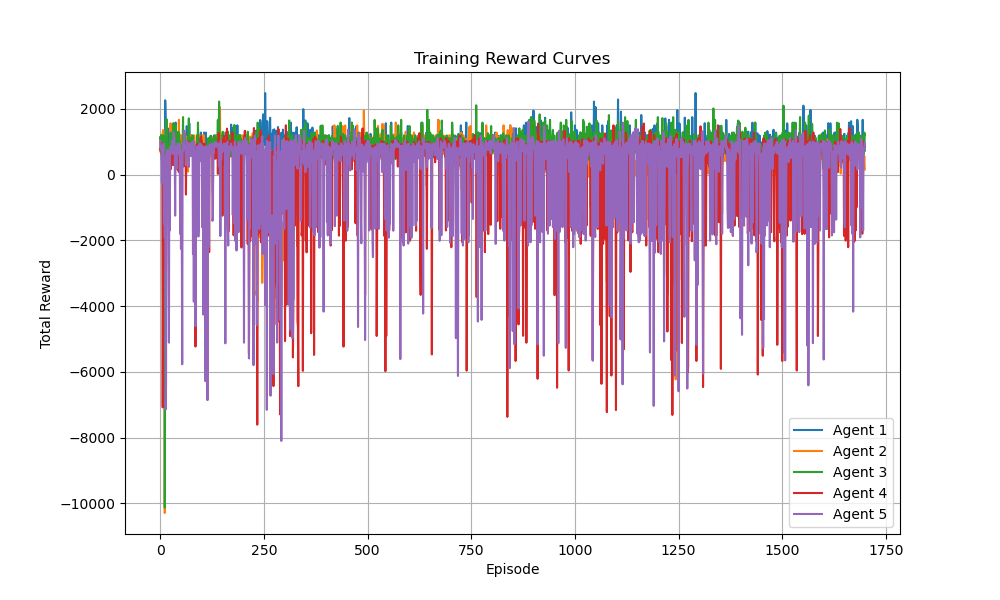 Training Reward Curves
2000
0
−2000
−4000
−6000
−8000
−10000
Total Reward
0 250 500 750 1000 1250 1500 1750
Episode
Agent 1
Agent 2
Agent 3
Agent 4
Agent 5